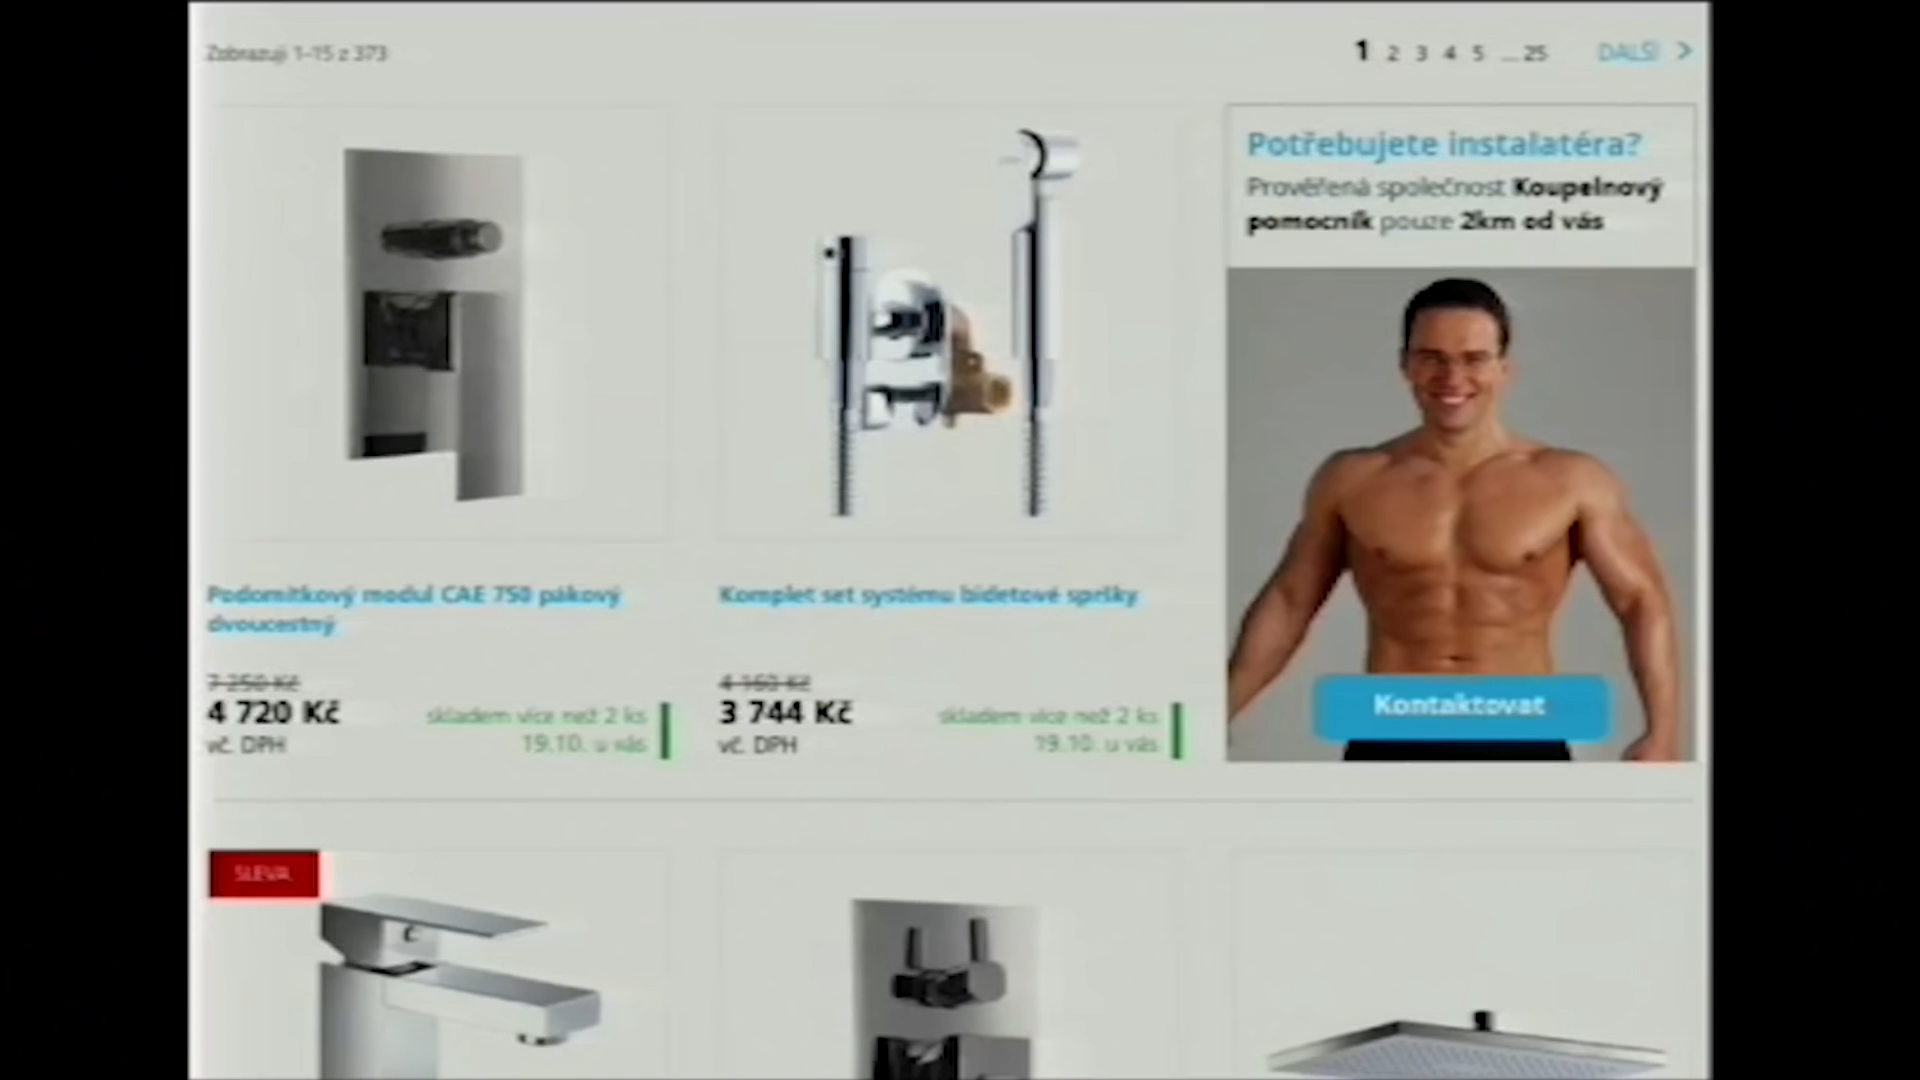 Zobrazuji 1-15 z 373
1 2 3 4 5 ... 25 DALŠÍ >
Potřebujete instalatéra?
Prověřená společnost Koupelnový
pomocník pouze 2km od vás
Kontaktovat
Podomítkový modul CAE 750 pákový
dvoucestný
7 250 Kč
4 720 Kč
vč. DPH
skladem více než 2 ks
19.10. u vás
Komplet set systému bidetové spršky
4 160 Kč
3 744 Kč
vč. DPH
skladem více než 2 ks
19.10. u vás
SLEVA